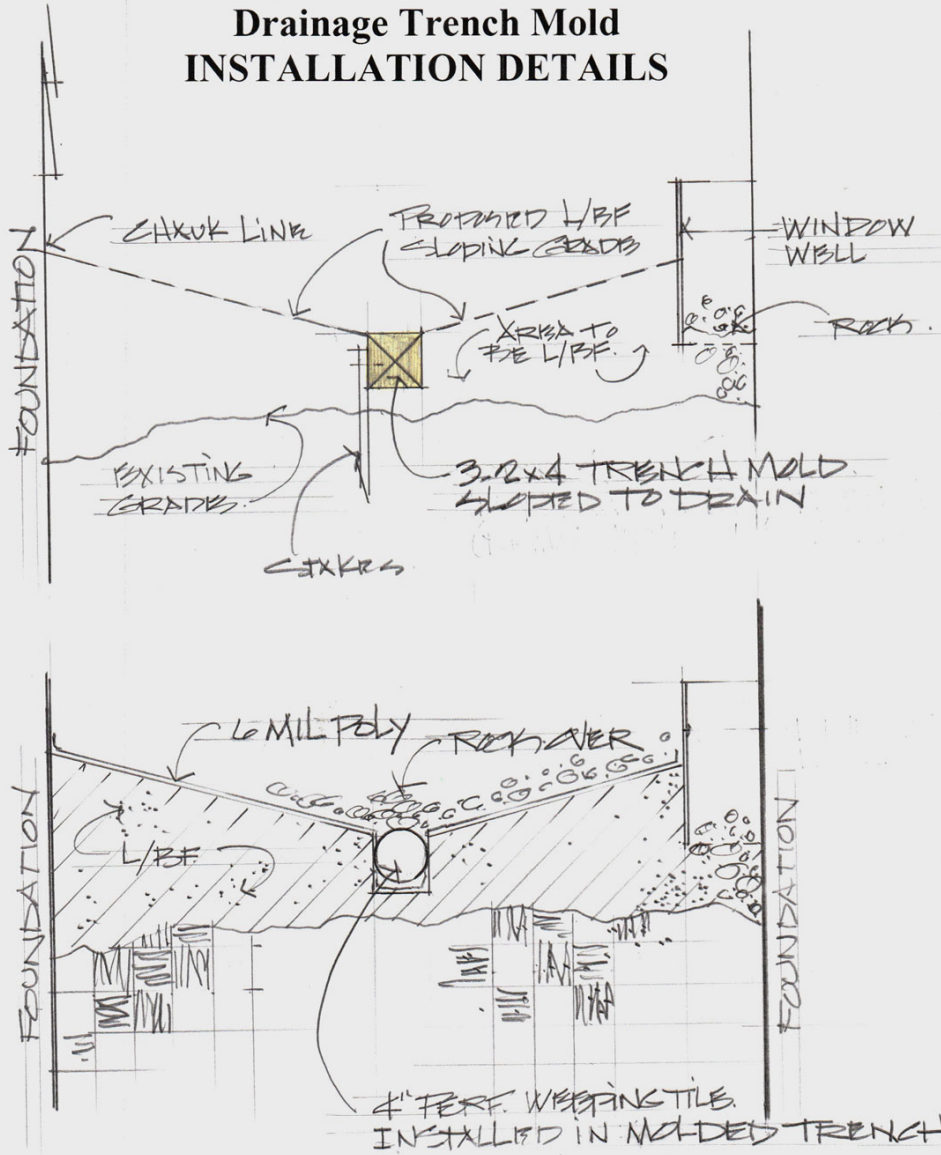 Drainage Trench Mold
INSTALLATION DETAILS
CHAUK LINE
PROPOSED L/BF
SLOPING GRADE
WINDOW
WELL
FOUNDATION
AREA TO
BE L/BF.
ROCK.
EXISTING
GRADE.
3-2x4 TRENCH MOLD.
SLOPED TO DRAIN
STAKES
6 MIL POLY
ROCK OVER
L/BF
FOUNDATION
FOUNDATION
4" PERF. WEEPING TILE.
INSTALLED IN MOLDED TRENCH